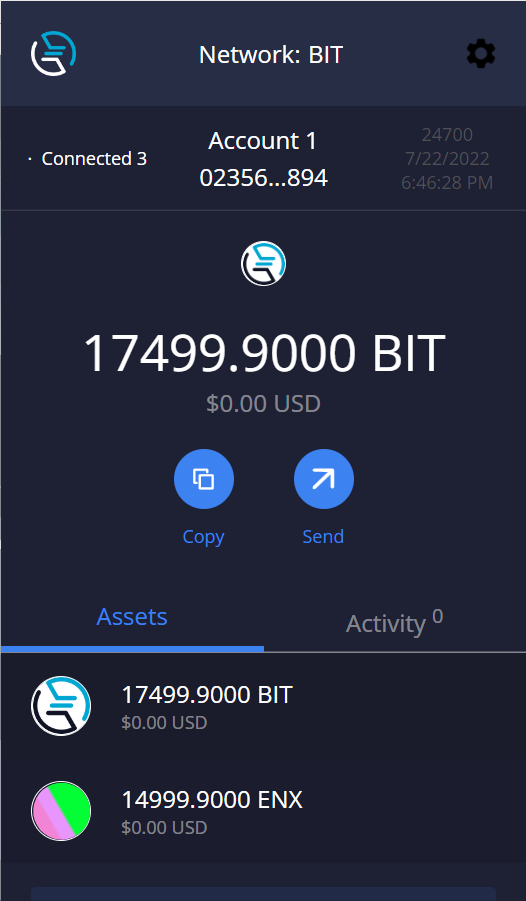 Network: BIT
· Connected 3
Account 1
02356...894
24700
7/22/2022
6:46:28 PM
17499.9000 BIT
$0.00 USD
Copy
Send
Assets
Activity 0
17499.9000 BIT
$0.00 USD
14999.9000 ENX
$0.00 USD